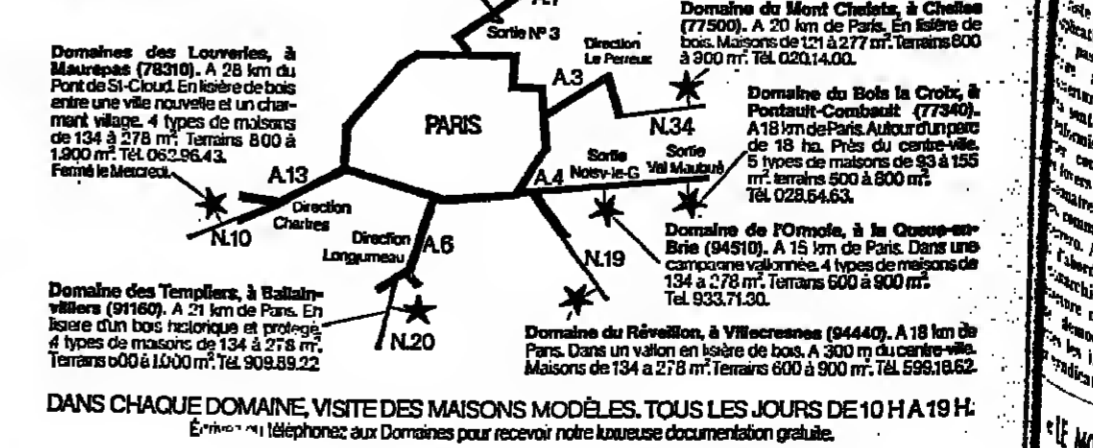 A.7
Sortie N° 3
Direction
Le Perreux
A.3
PARIS
N.34
Sortie
Noisy-le-G
Sortie
Val Maubué
A.4
A.13
Direction
Chartres
N.10
Direction
Longjumeau
A.6
N.19
N.20
Domaines des Louveries, à
Maurepas (78310). A 28 km du
Pont de St-Cloud. En lisière de bois
entre une ville nouvelle et un char-
mant village. 4 types de maisons
de 134 à 278 m². Terrains 800 à
1.900 m². Tél. 062.96.43.
Fermé le Mercredi.
Domaine des Templiers, à Ballain-
villiers (91160). A 21 km de Paris. En
lisière d'un bois historique et protégé.
4 types de maisons de 134 à 278 m².
Terrains 600 à 1.000 m². Tél. 909.89.22
Domaine du Mont Chalats, à Chelles
(77500). A 20 km de Paris. En lisière de
bois. Maisons de 121 à 277 m². Terrains 800
à 900 m². Tél. 020.14.00.
Domaine du Bois la Croix, à
Pontault-Combault (77340).
A 18 km de Paris. Autour d'un parc
de 18 ha. Près du centre-ville.
5 types de maisons de 93 à 155
m². terrains 500 à 800 m².
Tél. 028.64.63.
Domaine de l'Ormoie, à la Queue-en-
Brie (94510). A 15 km de Paris. Dans une
campagne vallonnée. 4 types de maisons de
134 a 278 m². Terrains 600 à 900 m².
Tel. 933.71.30.
Domaine du Réveillon, à Villecresnes (94440). A 18 km de
Paris. Dans un vallon en lisière de bois. A 300 m du centre-ville.
Maisons de 134 a 278 m². Terrains 600 à 900 m². Tél. 599.18.62.
DANS CHAQUE DOMAINE, VISITE DES MAISONS MODÈLES. TOUS LES JOURS DE 10 H A 19 H.
Écrivez ou téléphonez aux Domaines pour recevoir notre luxueuse documentation gratuite.